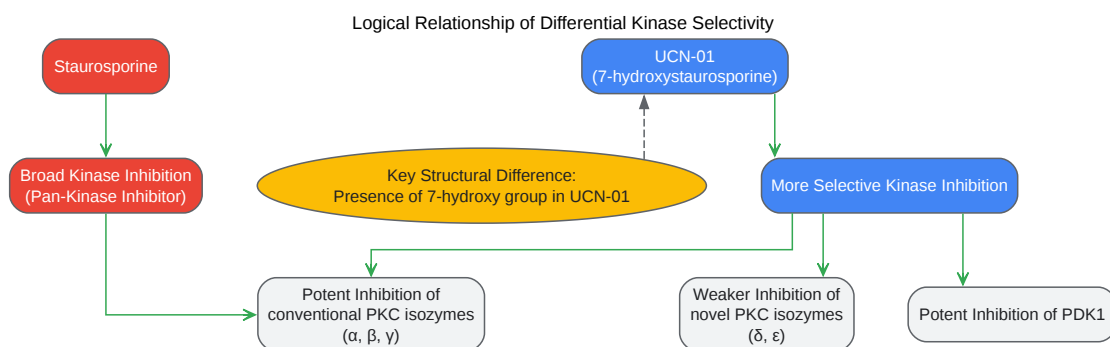 Logical Relationship of Differential Kinase Selectivity
Staurosporine
UCN-01
(7-hydroxystaurosporine)
Broad Kinase Inhibition
(Pan-Kinase Inhibitor)
Key Structural Difference:
Presence of 7-hydroxy group in UCN-01
More Selective Kinase Inhibition
Potent Inhibition of
conventional PKC isozymes
(α, β, γ)
Weaker Inhibition of
novel PKC isozymes
(δ, ε)
Potent Inhibition of PDK1